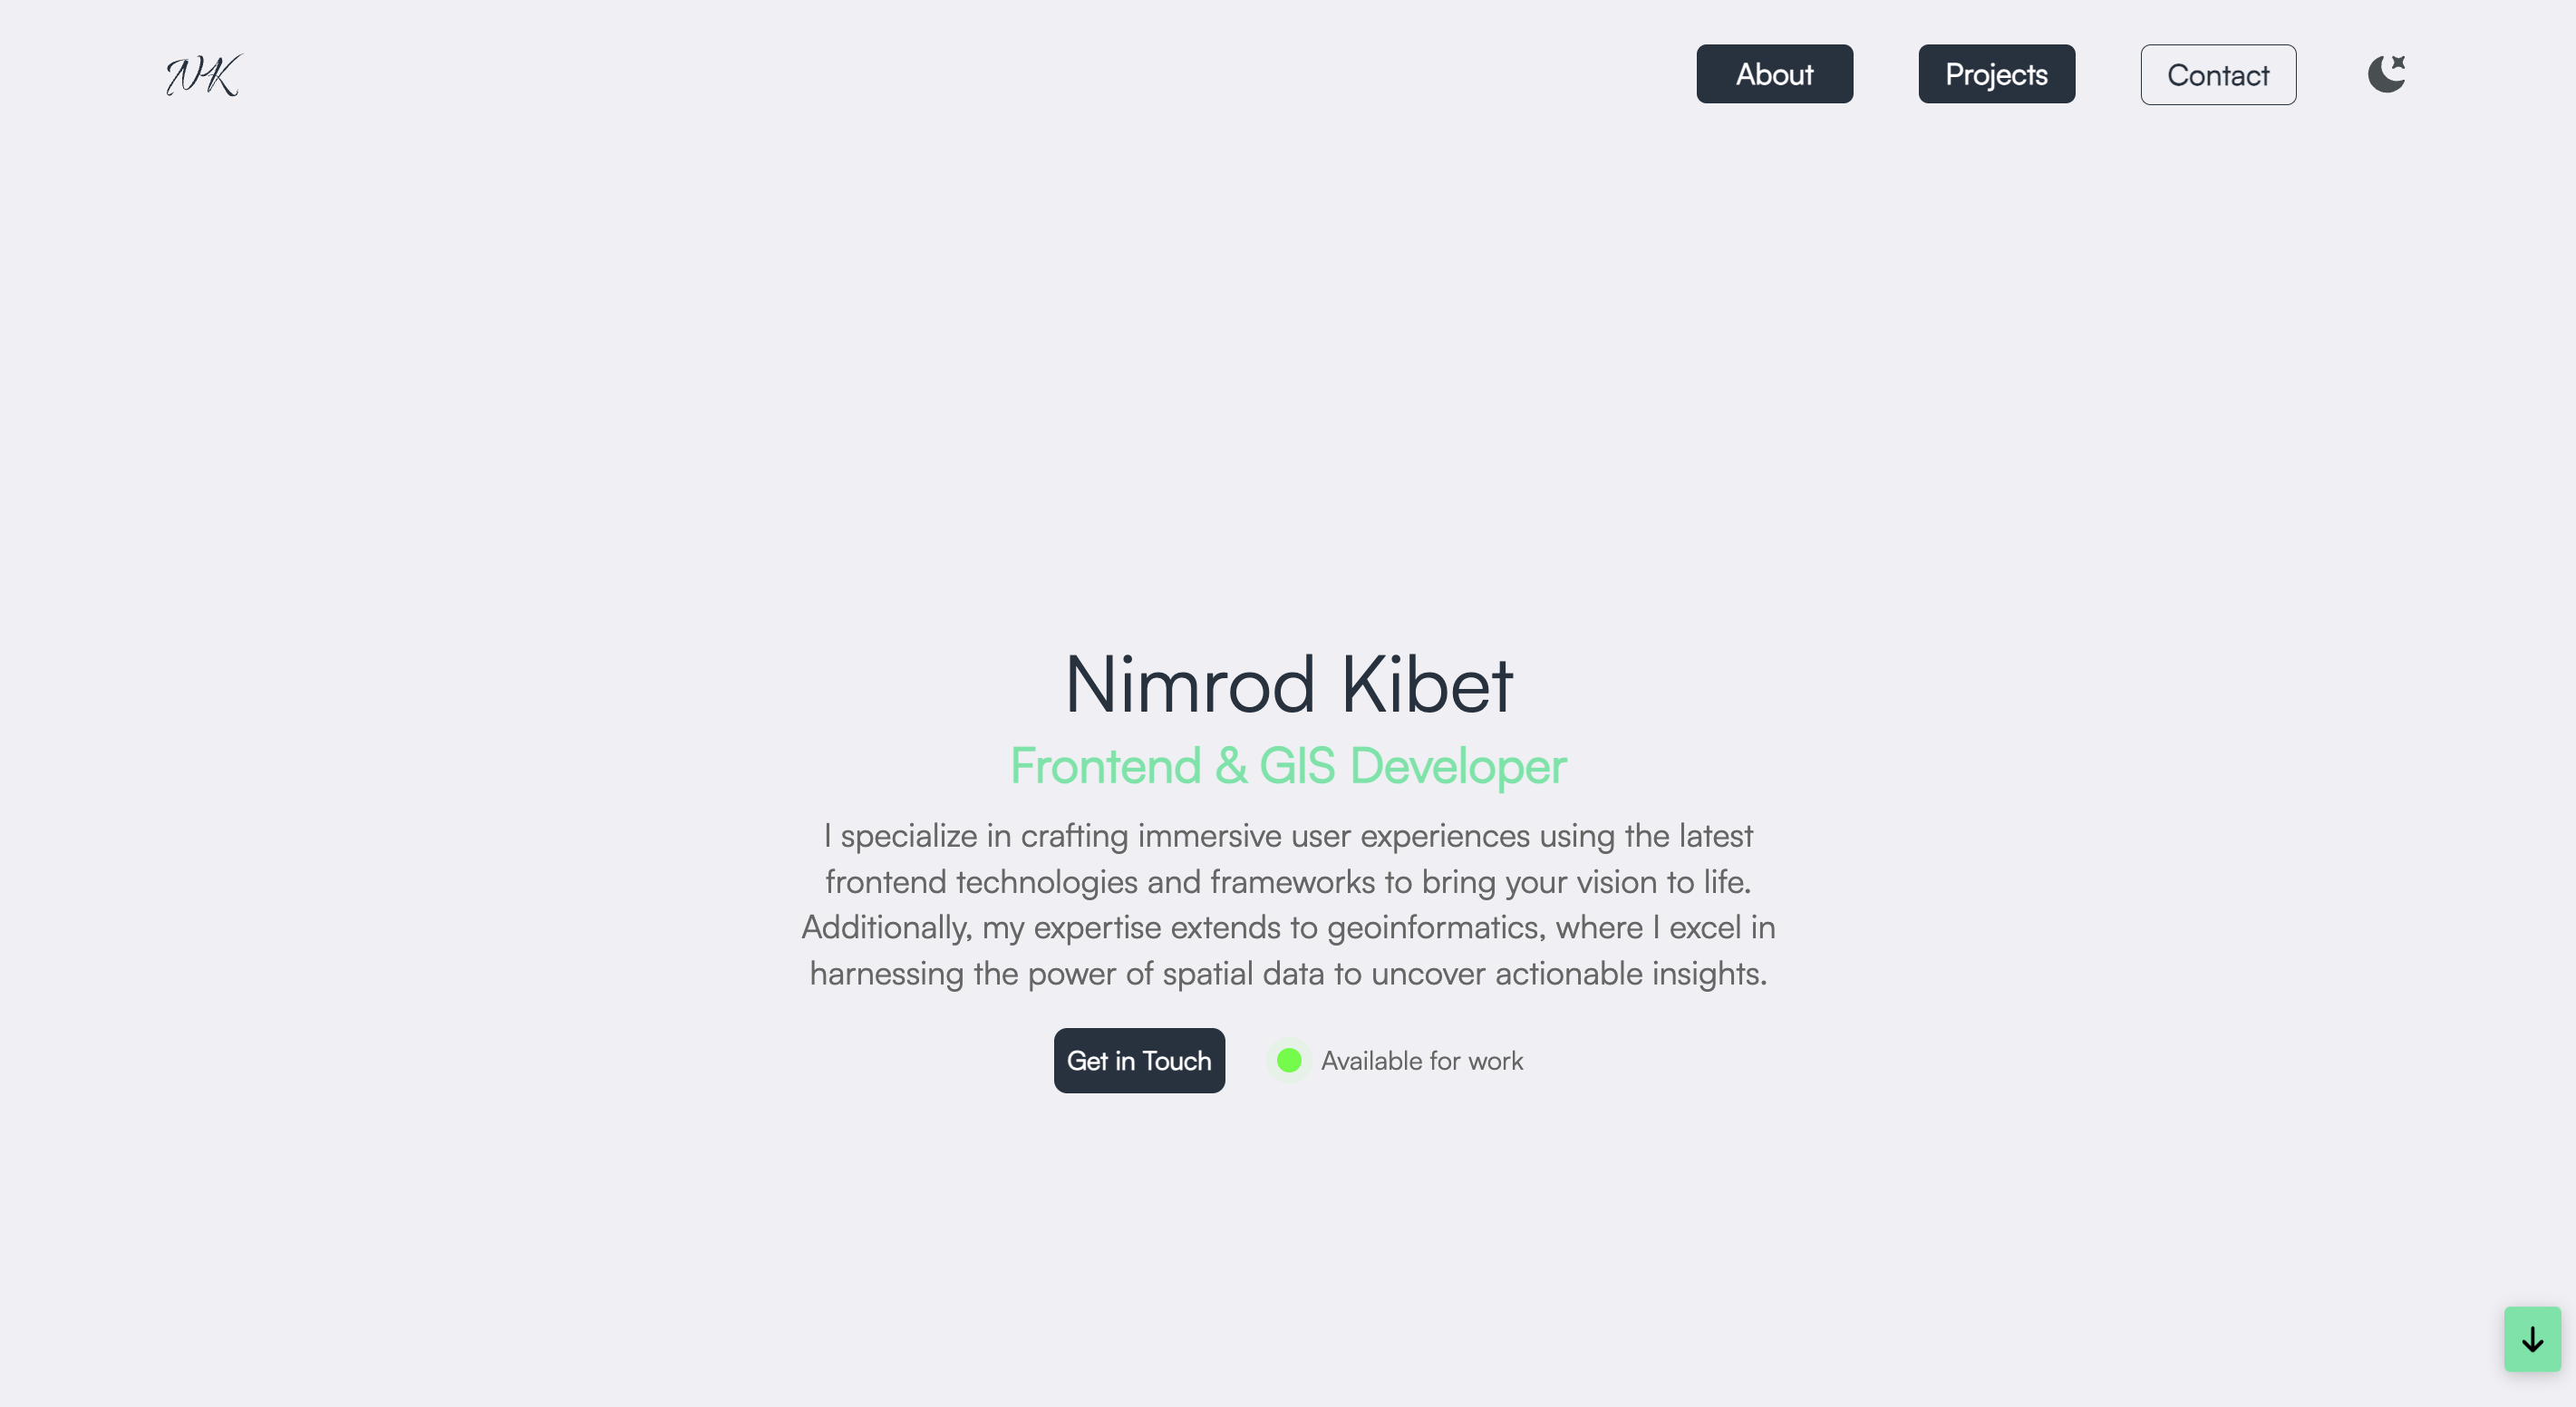 NK
About
Projects
Contact
Nimrod Kibet
Frontend & GIS Developer
I specialize in crafting immersive user experiences using the latest
frontend technologies and frameworks to bring your vision to life.
Additionally, my expertise extends to geoinformatics, where I excel in
harnessing the power of spatial data to uncover actionable insights.
Get in Touch
Available for work